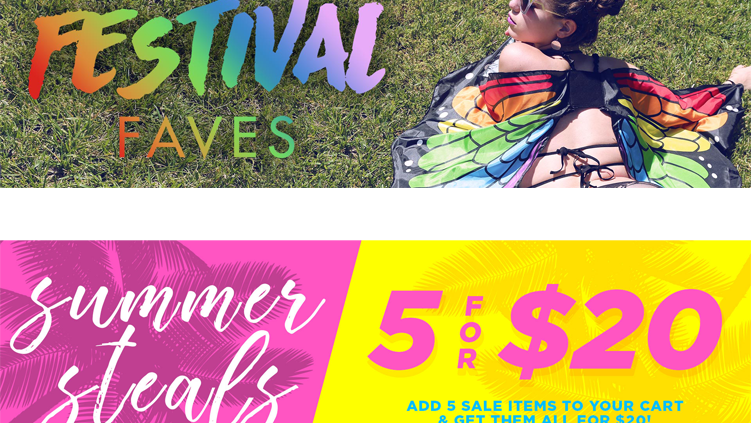 FESTIVAL
FAVES
summer
steals
5 FOR $20
ADD 5 SALE ITEMS TO YOUR CART
& GET THEM ALL FOR $20!